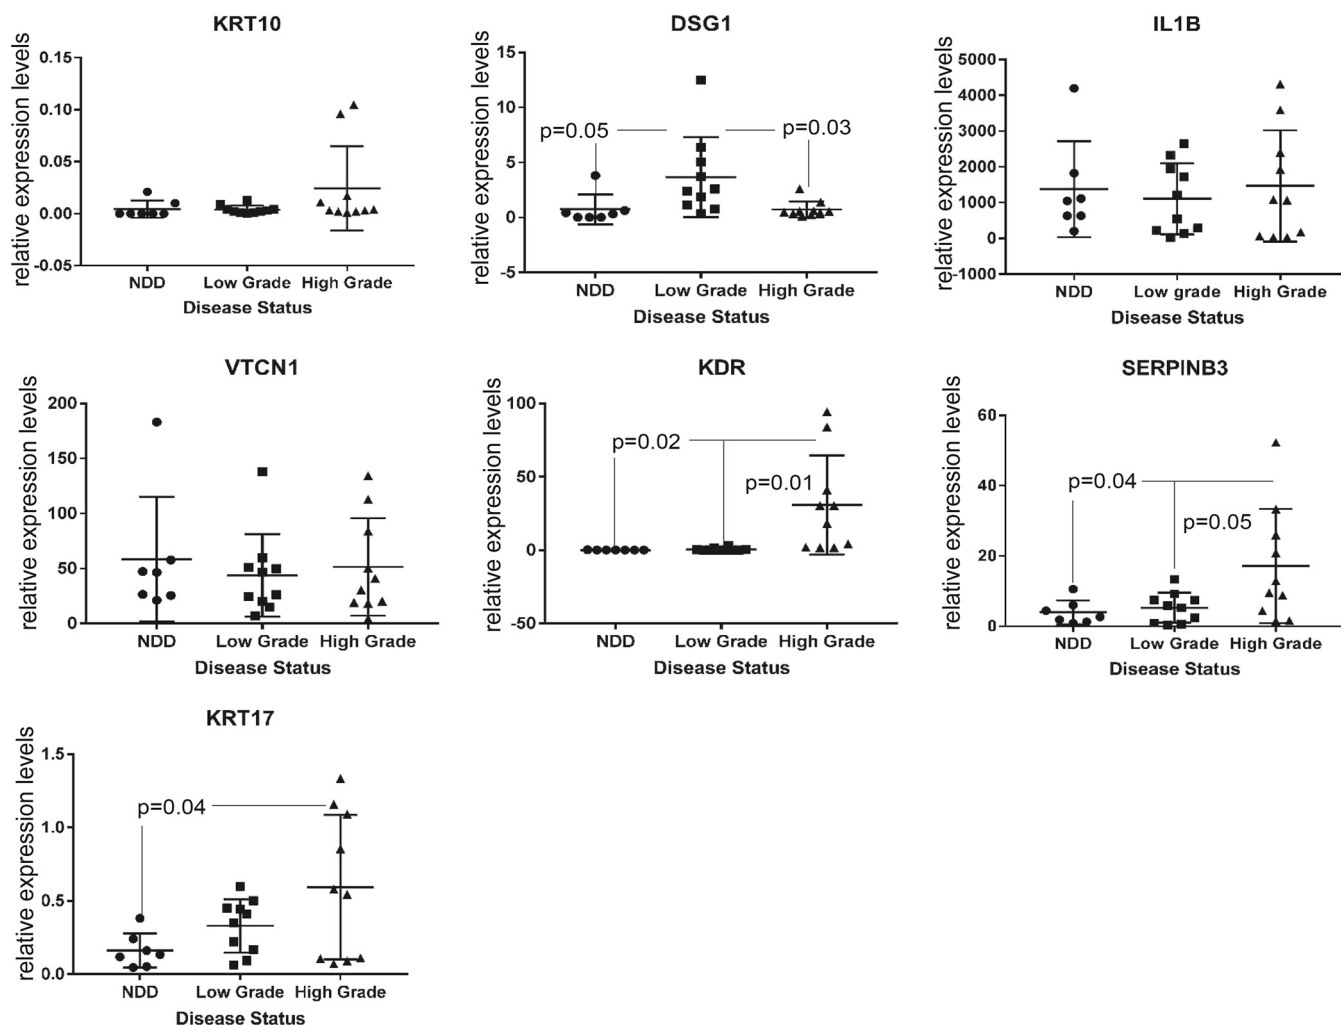 KRT10
relative expression levels
0.15
0.10
0.05
0.00
-0.05
NDD Low Grade High Grade
Disease Status
DSG1
relative expression levels
15
10
5
0
-5
p=0.05 p=0.03
NDD Low Grade High Grade
Disease Status
IL1B
relative expression levels
5000
4000
3000
2000
1000
0
-1000
NDD Low grade High Grade
Disease Status
VTCN1
relative expression levels
200
150
100
50
0
NDD Low Grade High Grade
Disease Status
KDR
relative expression levels
100
50
0
-50
p=0.02
p=0.01
NDD Low Grade High Grade
Disease Status
SERPINB3
relative expression levels
60
40
20
0
p=0.04
p=0.05
NDD Low Grade High Grade
Disease Status
KRT17
relative expression levels
1.5
1.0
0.5
0.0
p=0.04
NDD Low Grade High Grade
Disease Status